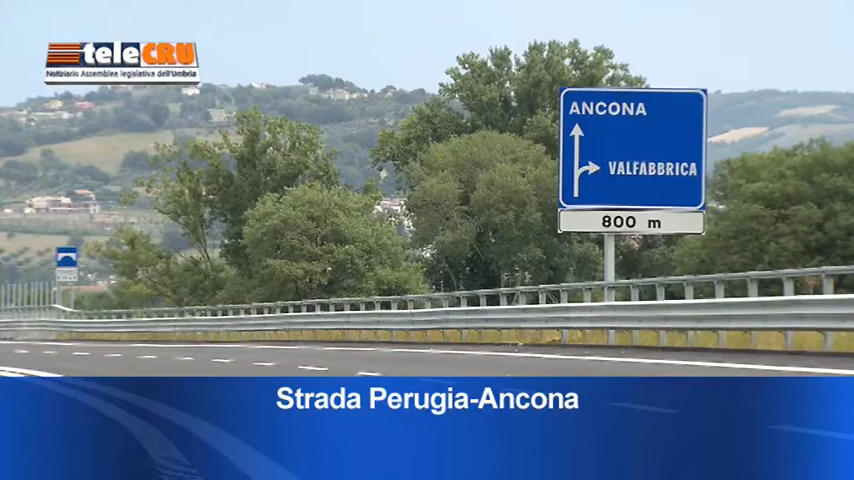 teleCRU
Notiziario Assemblea legislativa dell'Umbria
ANCONA
VALFABBRICA
800 m
Strada Perugia-Ancona